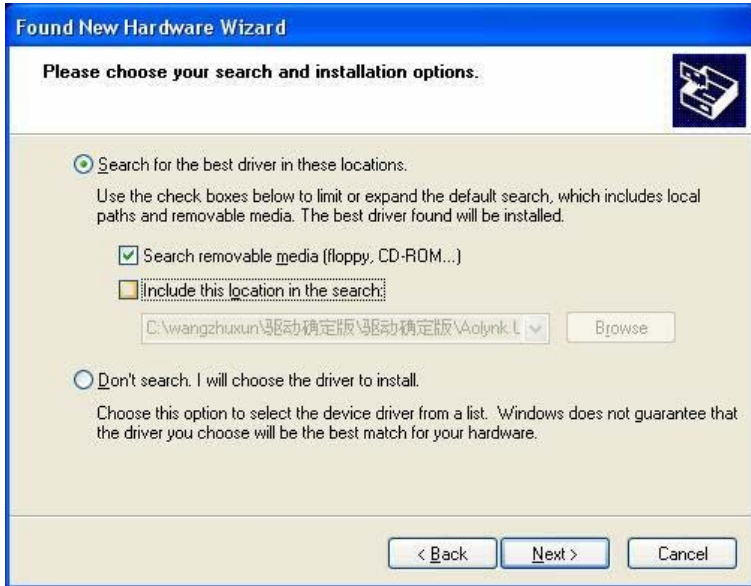 Found New Hardware Wizard
Please choose your search and installation options.
Search for the best driver in these locations.
Use the check boxes below to limit or expand the default search, which includes local
paths and removable media. The best driver found will be installed.
Search removable media (floppy, CD-ROM...)
Include this location in the search:
C:\wangzhuxun\驱动确定版\驱动确定版\Aolynk L
Browse
Don't search. I will choose the driver to install.
Choose this option to select the device driver from a list. Windows does not guarantee that
the driver you choose will be the best match for your hardware.
< Back
Next >
Cancel